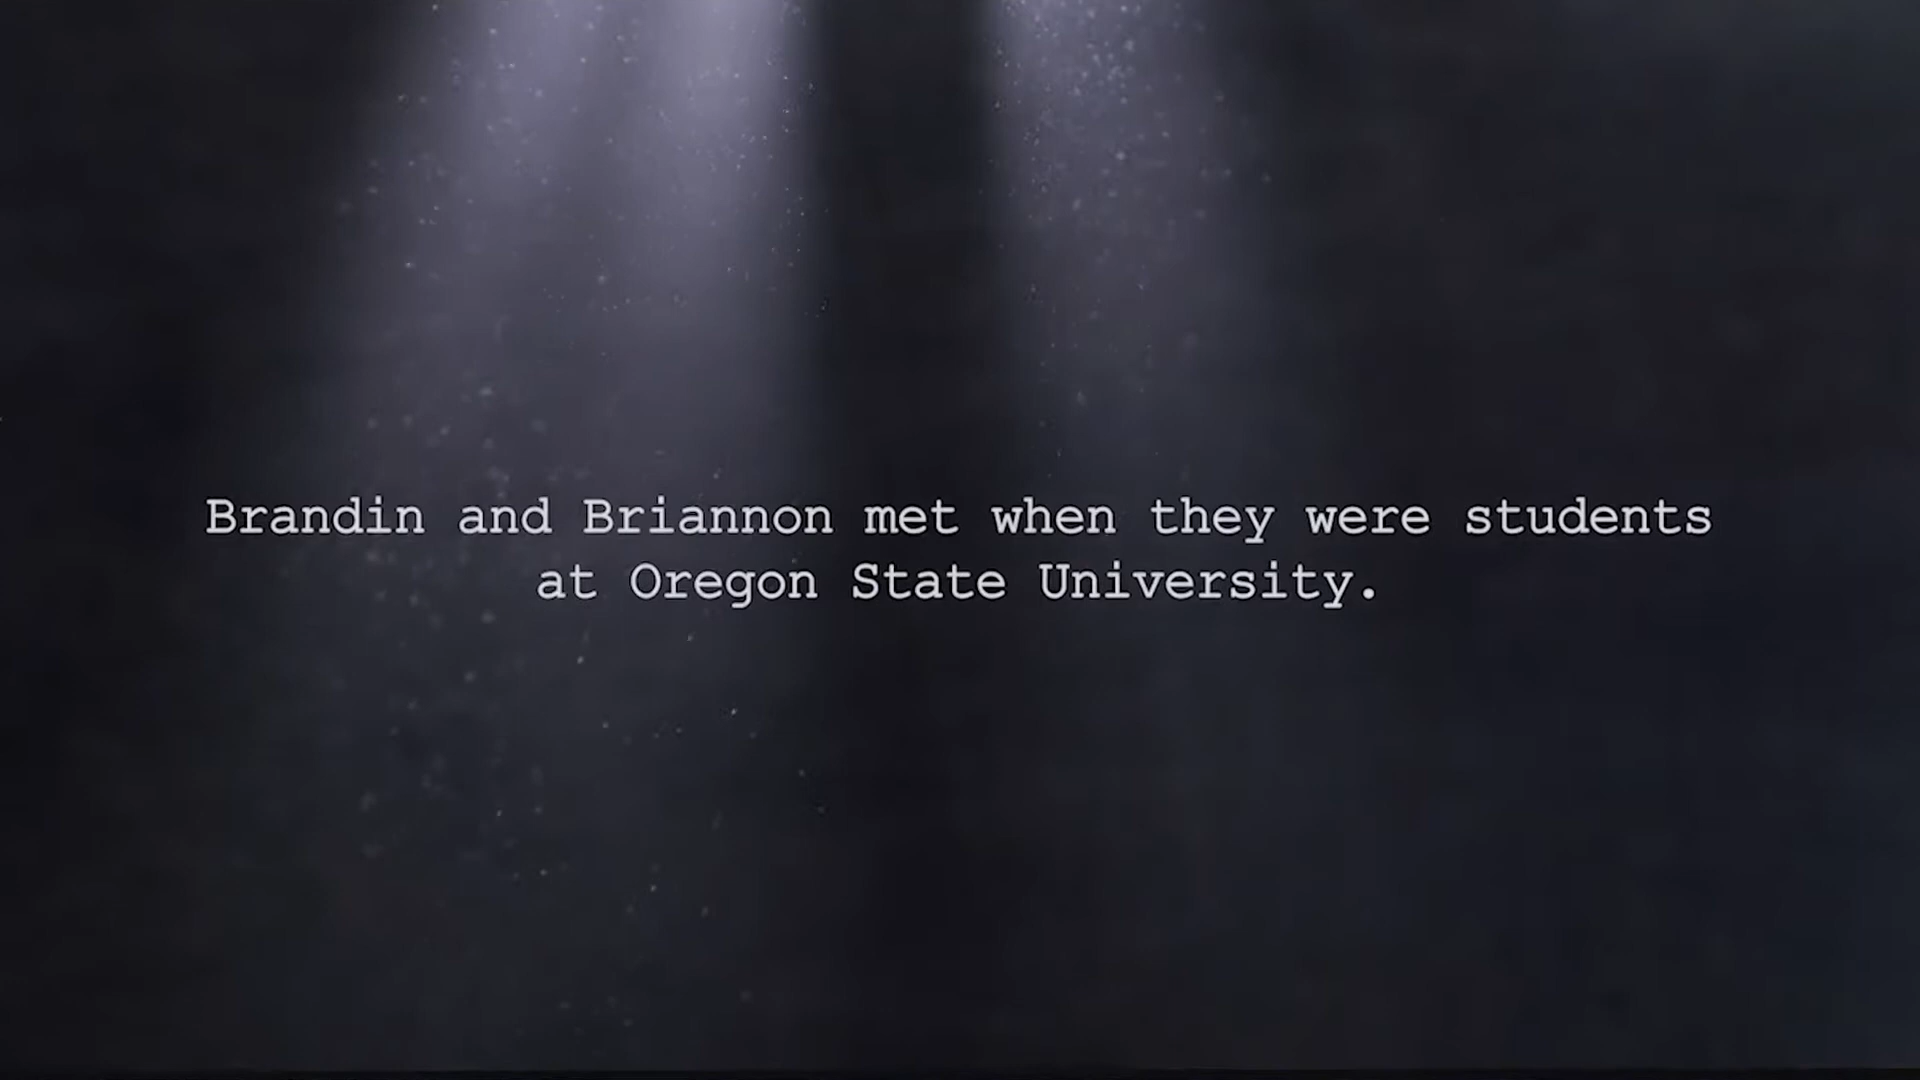 Brandin and Briannon met when they were students
at Oregon State University.